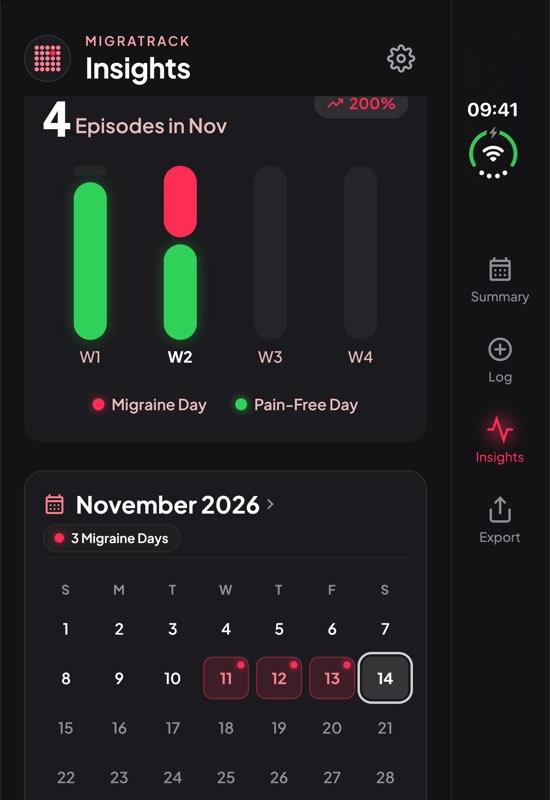 MIGRATRACK
Insights
200%
4 Episodes in Nov
W1 W2 W3 W4
Migraine Day Pain-Free Day
November 2026
3 Migraine Days
S M T W T F S
1 2 3 4 5 6 7
8 9 10 11 12 13 14
15 16 17 18 19 20 21
22 23 24 25 26 27 28
09:41
Summary
Log
Insights
Export